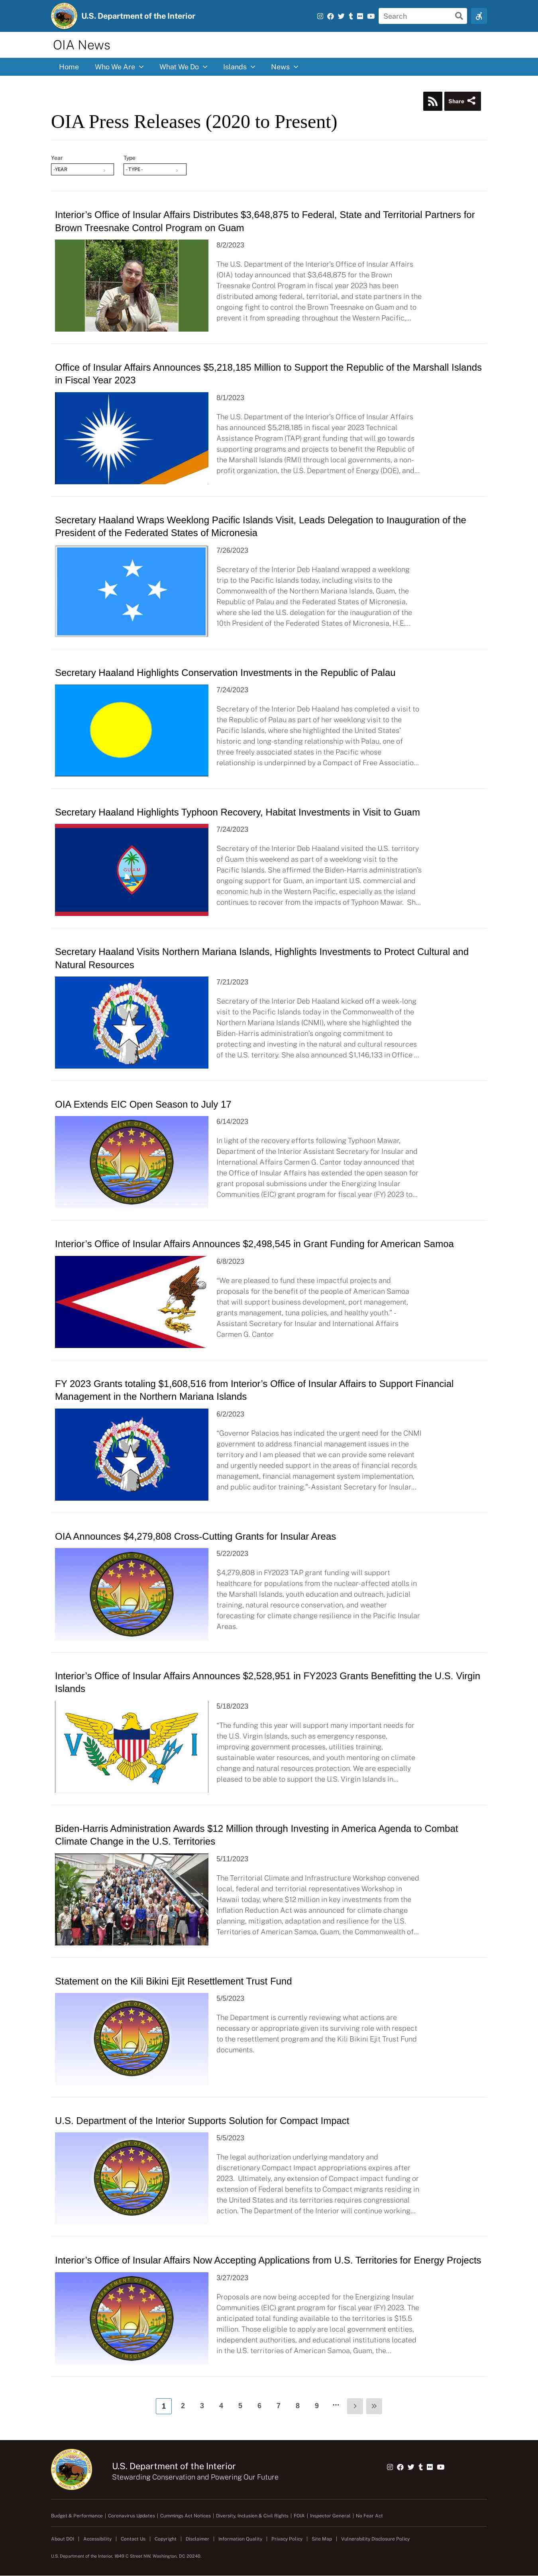 U.S. Department of the Interior
Search
OIA News
Home
Who We Are
What We Do
Islands
News
Share
OIA Press Releases (2020 to Present)
Year
Type
-YEAR
- TYPE -
Interior's Office of Insular Affairs Distributes $3,648,875 to Federal, State and Territorial Partners for
Brown Treesnake Control Program on Guam
8/2/2023
The U.S. Department of the Interior's Office of Insular Affairs
(OIA) today announced that $3,648,875 for the Brown
Treesnake Control Program in fiscal year 2023 has been
distributed among federal, territorial, and state partners in the
ongoing fight to control the Brown Treesnake on Guam and to
prevent it from spreading throughout the Western Pacific,...
Office of Insular Affairs Announces $5,218,185 Million to Support the Republic of the Marshall Islands
in Fiscal Year 2023
8/1/2023
The U.S. Department of the Interior's Office of Insular Affairs
has announced $5,218,185 in fiscal year 2023 Technical
Assistance Program (TAP) grant funding that will go towards
supporting programs and projects to benefit the Republic of
the Marshall Islands (RMI) through local governments, a non-
profit organization, the U.S. Department of Energy (DOE), and...
Secretary Haaland Wraps Weeklong Pacific Islands Visit, Leads Delegation to Inauguration of the
President of the Federated States of Micronesia
7/26/2023
Secretary of the Interior Deb Haaland wrapped a weeklong
trip to the Pacific Islands today, including visits to the
Commonwealth of the Northern Mariana Islands, Guam, the
Republic of Palau and the Federated States of Micronesia,
where she led the U.S. delegation for the inauguration of the
10th President of the Federated States of Micronesia, H.E....
Secretary Haaland Highlights Conservation Investments in the Republic of Palau
7/24/2023
Secretary of the Interior Deb Haaland has completed a visit to
the Republic of Palau as part of her weeklong visit to the
Pacific Islands, where she highlighted the United States'
historic and long-standing relationship with Palau, one of
three freely associated states in the Pacific whose
relationship is underpinned by a Compact of Free Associatio...
Secretary Haaland Highlights Typhoon Recovery, Habitat Investments in Visit to Guam
7/24/2023
Secretary of the Interior Deb Haaland visited the U.S. territory
of Guam this weekend as part of a weeklong visit to the
Pacific Islands. She affirmed the Biden-Harris administration's
ongoing support for Guam, an important U.S. commercial and
economic hub in the Western Pacific, especially as the island
continues to recover from the impacts of Typhoon Mawar.  Sh...
Secretary Haaland Visits Northern Mariana Islands, Highlights Investments to Protect Cultural and
Natural Resources
7/21/2023
Secretary of the Interior Deb Haaland kicked off a week-long
visit to the Pacific Islands today in the Commonwealth of the
Northern Mariana Islands (CNMI), where she highlighted the
Biden-Harris administration's ongoing commitment to
protecting and investing in the natural and cultural resources
of the U.S. territory. She also announced $1,146,133 in Office ...
OIA Extends EIC Open Season to July 17
6/14/2023
In light of the recovery efforts following Typhoon Mawar,
Department of the Interior Assistant Secretary for Insular and
International Affairs Carmen G. Cantor today announced that
the Office of Insular Affairs has extended the open season for
grant proposal submissions under the Energizing Insular
Communities (EIC) grant program for fiscal year (FY) 2023 to...
Interior's Office of Insular Affairs Announces $2,498,545 in Grant Funding for American Samoa
6/8/2023
"We are pleased to fund these impactful projects and
proposals for the benefit of the people of American Samoa
that will support business development, port management,
grants management, tuna policies, and healthy youth." -
Assistant Secretary for Insular and International Affairs
Carmen G. Cantor
FY 2023 Grants totaling $1,608,516 from Interior's Office of Insular Affairs to Support Financial
Management in the Northern Mariana Islands
6/2/2023
"Governor Palacios has indicated the urgent need for the CNMI
government to address financial management issues in the
territory and I am pleased that we can provide some relevant
and urgently needed support in the areas of financial records
management, financial management system implementation,
and public auditor training."-Assistant Secretary for Insular...
OIA Announces $4,279,808 Cross-Cutting Grants for Insular Areas
5/22/2023
$4,279,808 in FY2023 TAP grant funding will support
healthcare for populations from the nuclear-affected atolls in
the Marshall Islands, youth education and outreach, judicial
training, natural resource conservation, and weather
forecasting for climate change resilience in the Pacific Insular
Areas.
Interior's Office of Insular Affairs Announces $2,528,951 in FY2023 Grants Benefitting the U.S. Virgin
Islands
V I
5/18/2023
"The funding this year will support many important needs for
the U.S. Virgin Islands, such as emergency response,
improving government processes, utilities training,
sustainable water resources, and youth mentoring on climate
change and natural resources protection. We are especially
pleased to be able to support the U.S. Virgin Islands in...
Biden-Harris Administration Awards $12 Million through Investing in America Agenda to Combat
Climate Change in the U.S. Territories
5/11/2023
The Territorial Climate and Infrastructure Workshop convened
local, federal and territorial representatives Workshop in
Hawaii today, where $12 million in key investments from the
Inflation Reduction Act was announced for climate change
planning, mitigation, adaptation and resilience for the U.S.
Territories of American Samoa, Guam, the Commonwealth of...
Statement on the Kili Bikini Ejit Resettlement Trust Fund
5/5/2023
The Department is currently reviewing what actions are
necessary or appropriate given its surviving role with respect
to the resettlement program and the Kili Bikini Ejit Trust Fund
documents.
U.S. Department of the Interior Supports Solution for Compact Impact
5/5/2023
The legal authorization underlying mandatory and
discretionary Compact Impact appropriations expires after
2023.  Ultimately, any extension of Compact impact funding or
extension of Federal benefits to Compact migrants residing in
the United States and its territories requires congressional
action. The Department of the Interior will continue working...
Interior's Office of Insular Affairs Now Accepting Applications from U.S. Territories for Energy Projects
3/27/2023
Proposals are now being accepted for the Energizing Insular
Communities (EIC) grant program for fiscal year (FY) 2023. The
anticipated total funding available to the territories is $15.5
million. Those eligible to apply are local government entities,
independent authorities, and educational institutions located
in the U.S. territories of American Samoa, Guam, the...
1 2 3 4 5 6 7 8 9 ... › »
U.S. Department of the Interior
Stewarding Conservation and Powering Our Future
Budget & Performance | Coronavirus Updates | Cummings Act Notices | Diversity, Inclusion & Civil Rights | FOIA | Inspector General | No Fear Act
About DOI | Accessibility | Contact Us | Copyright | Disclaimer | Information Quality | Privacy Policy | Site Map | Vulnerability Disclosure Policy
U.S. Department of the Interior, 1849 C Street NW, Washington, DC 20240.